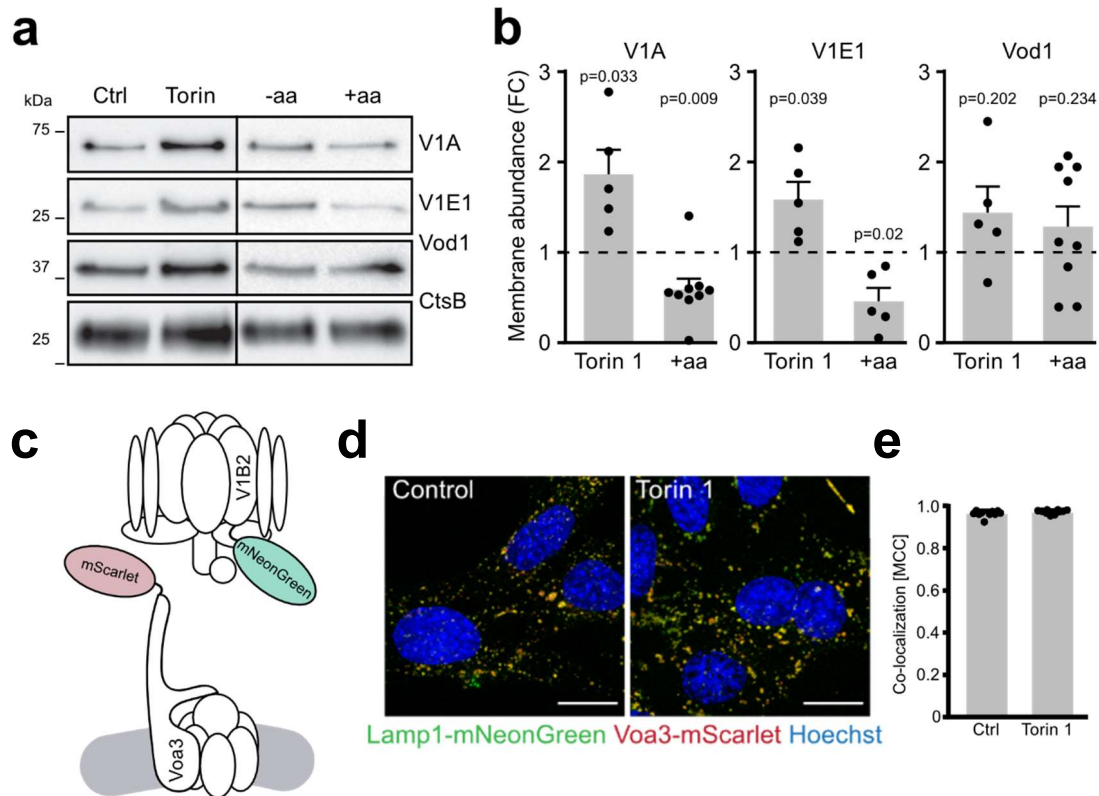 a
kDa Ctrl Torin -aa +aa
75 V1A
25 V1E1
Vod1
37
CtsB
25
b
V1A V1E1 Vod1
Membrane abundance (FC)
3 3 3
p=0.033 p=0.009 p=0.039 p=0.202 p=0.234
2 2 2
p=0.02
1 1 1
0 0 0
Torin 1 +aa Torin 1 +aa Torin 1 +aa
c
V1B2
mScarlet
mNeonGreen
Voa3
d
Control Torin 1
Lamp1-mNeonGreen Voa3-mScarlet Hoechst
e
Co-localization [MCC]
1.0
0.8
0.6
0.4
0.2
0
Ctrl Torin 1